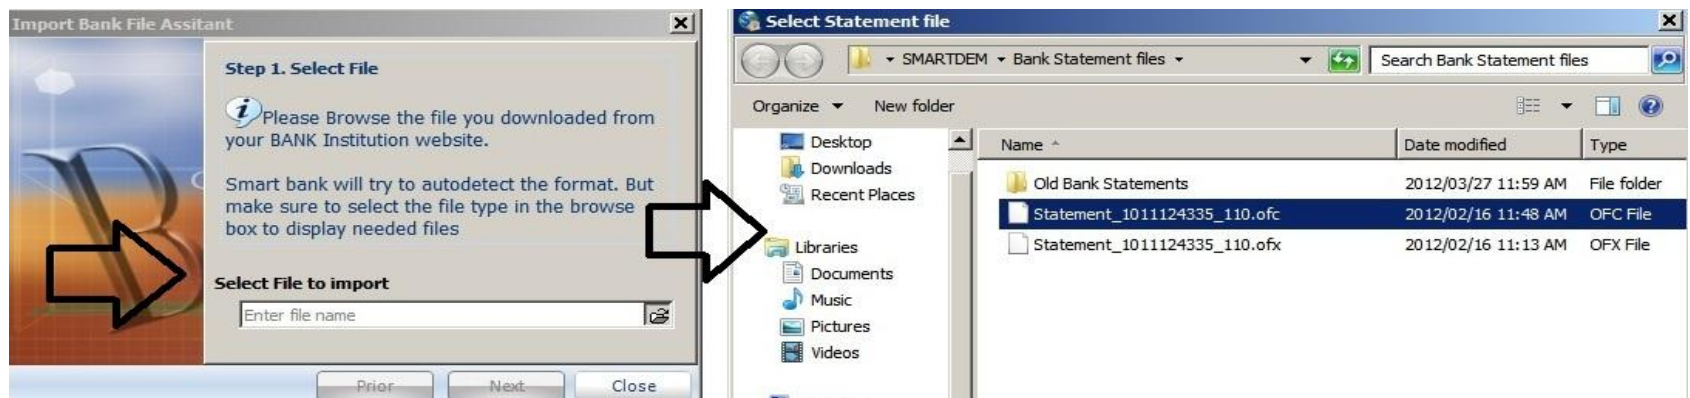 Import Bank File Assitant
Step 1. Select File
Please Browse the file you downloaded from
your BANK Institution website.
Smart bank will try to autodetect the format. But
make sure to select the file type in the browse
box to display needed files
Select File to import
Enter file name
Prior Next Close
Select Statement file
SMARTDEM Bank Statement files
Search Bank Statement files
Organize New folder
Desktop
Downloads
Recent Places
Libraries
Documents
Music
Pictures
Videos
Name Date modified Type
Old Bank Statements 2012/03/27 11:59 AM File folder
Statement_1011124335_110.ofc 2012/02/16 11:48 AM OFC File
Statement_1011124335_110.ofx 2012/02/16 11:13 AM OFX File